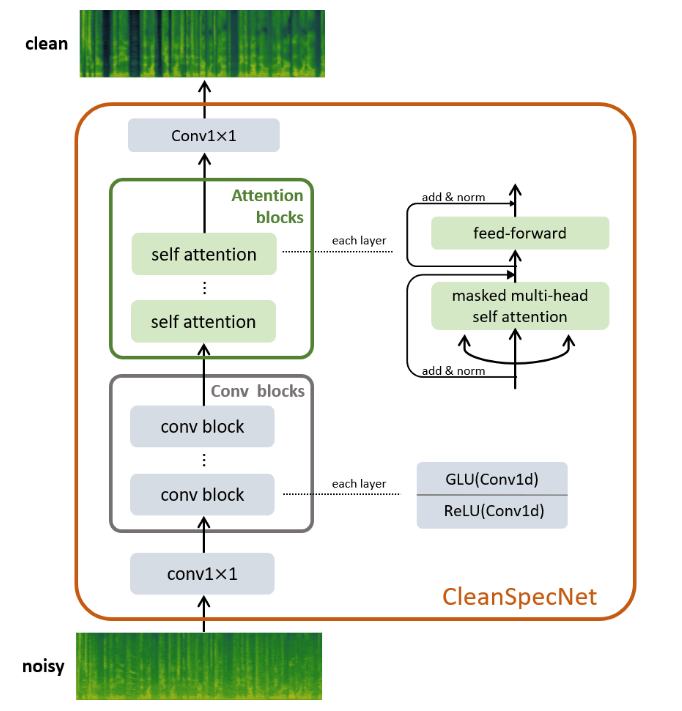 clean
Conv1×1
Attention
blocks
self attention
⋮
self attention
each layer
add & norm
feed-forward
masked multi-head
self attention
add & norm
Conv blocks
conv block
⋮
conv block
each layer
GLU(Conv1d)
ReLU(Conv1d)
conv1×1
CleanSpecNet
noisy